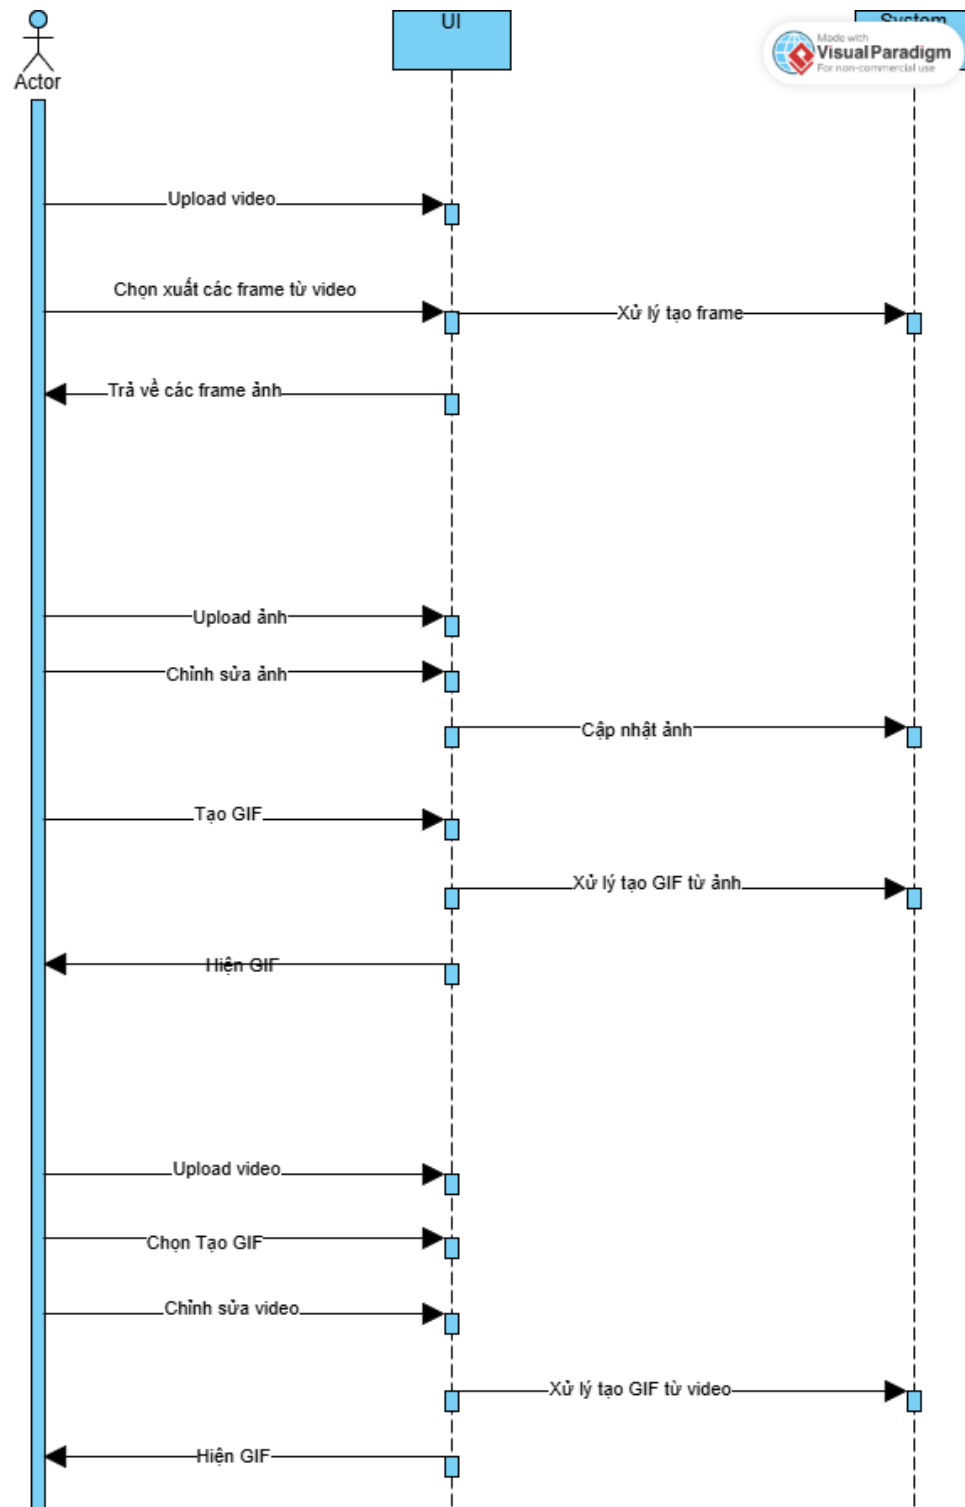 UI
System
Made with
Visual Paradigm
For non-commercial use
Actor
Upload video
Chọn xuất các frame từ video
Xử lý tạo frame
Trả về các frame ảnh
Upload ảnh
Chỉnh sửa ảnh
Cập nhật ảnh
Tạo GIF
Xử lý tạo GIF từ ảnh
Hiện GIF
Upload video
Chọn Tạo GIF
Chỉnh sửa video
Xử lý tạo GIF từ video
Hiện GIF